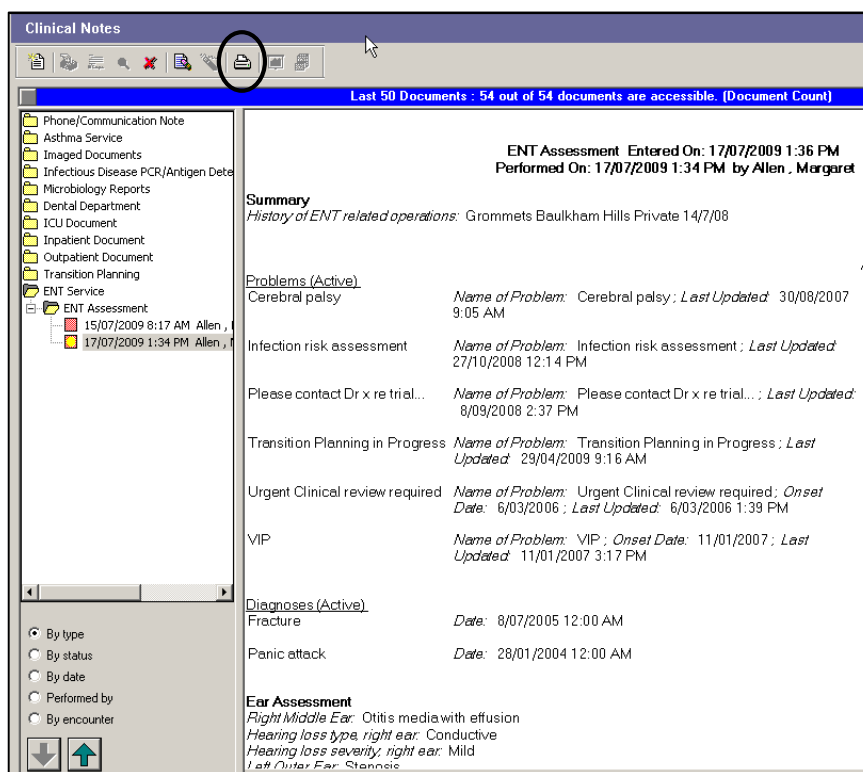 Clinical Notes
Last 50 Documents : 54 out of 54 documents are accessible. (Document Count)
Phone/Communication Note
Asthma Service
Imaged Documents
Infectious Disease PCR/Antigen Dete
Microbiology Reports
Dental Department
ICU Document
Inpatient Document
Outpatient Document
Transition Planning
ENT Service
ENT Assessment
15/07/2009 8:17 AM Allen ,
17/07/2009 1:34 PM Allen ,
By type
By status
By date
Performed by
By encounter
ENT Assessment Entered On: 17/07/2009 1:36 PM
Performed On: 17/07/2009 1:34 PM by Allen , Margaret
Summary
History of ENT related operations: Grommets Baulkham Hills Private 14/7/08
Problems (Active)
Cerebral palsy Name of Problem: Cerebral palsy ; Last Updated: 30/08/2007
9:05 AM
Infection risk assessment Name of Problem: Infection risk assessment ; Last Updated:
27/10/2008 12:14 PM
Please contact Dr x re trial... Name of Problem: Please contact Dr x re trial... ; Last Updated:
8/09/2008 2:37 PM
Transition Planning in Progress Name of Problem: Transition Planning in Progress ; Last
Updated: 29/04/2009 9:16 AM
Urgent Clinical review required Name of Problem: Urgent Clinical review required ; Onset
Date: 6/03/2006 ; Last Updated: 6/03/2006 1:39 PM
VIP Name of Problem: VIP ; Onset Date: 11/01/2007 ; Last
Updated: 11/01/2007 3:17 PM
Diagnoses (Active)
Fracture Date: 8/07/2005 12:00 AM
Panic attack Date: 28/01/2004 12:00 AM
Ear Assessment
Right Middle Ear: Otitis media with effusion
Hearing loss type, right ear: Conductive
Hearing loss severity, right ear: Mild
Left Outer Ear: Stenosis